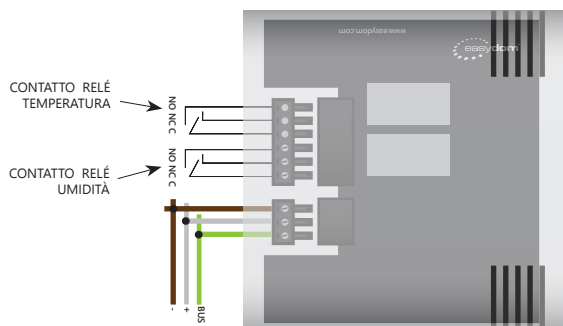 www.easydom.com
easydom
CONTATTO RELÉ
TEMPERATURA
NO NC C
CONTATTO RELÉ
UMIDITÀ
NO NC C
- + BUS